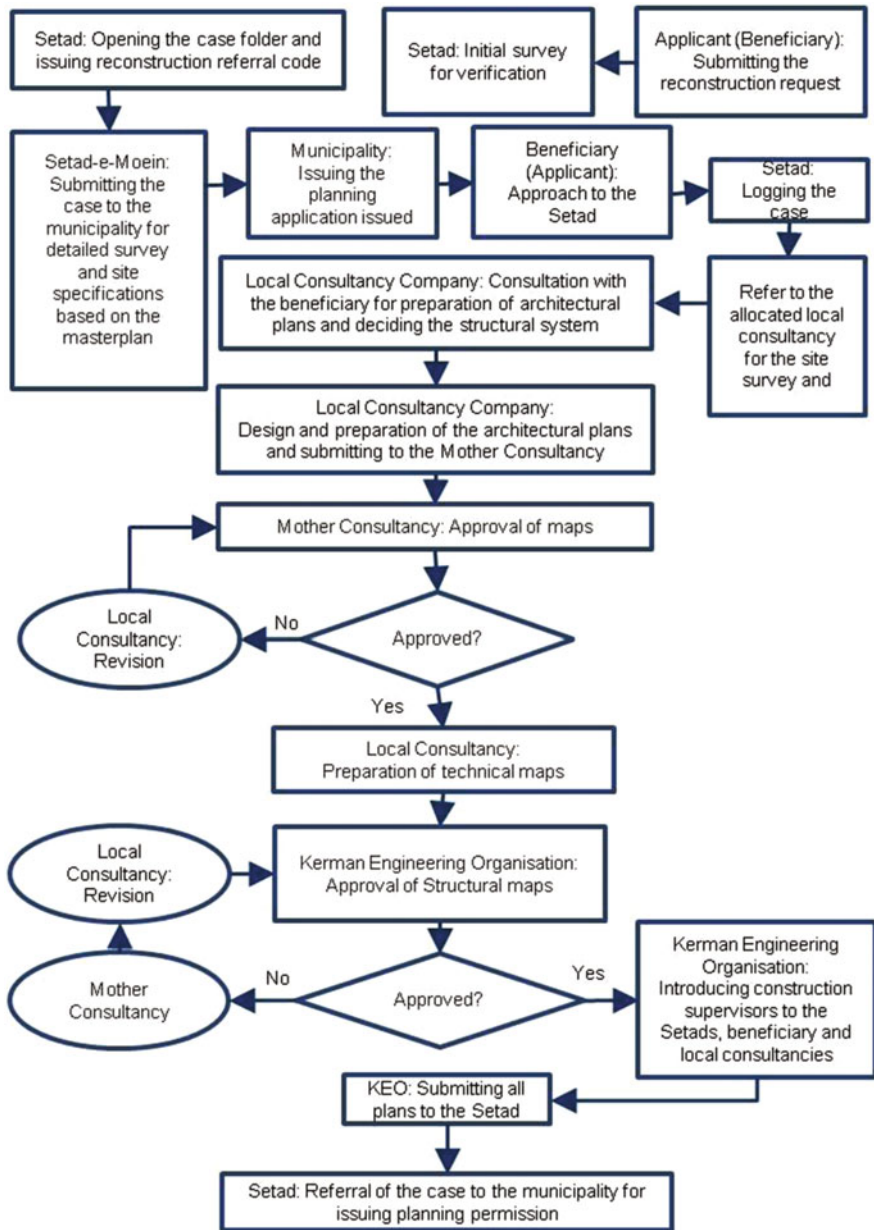 Setad: Opening the case folder and
issuing reconstruction referral code
Setad: Initial survey
for verification
Applicant (Beneficiary):
Submitting the
reconstruction request
Setad-e-Moein:
Submitting the
case to the
municipality for
detailed survey
and site
specifications
based on the
masterplan
Municipality:
Issuing the
planning
application issued
Beneficiary
(Applicant):
Approach to the
Setad
Setad:
Logging the
case
Local Consultancy Company: Consultation with
the beneficiary for preparation of architectural
plans and deciding the structural system
Refer to the
allocated local
consultancy
for the site
survey and
Local Consultancy Company:
Design and preparation of the architectural plans
and submitting to the Mother Consultancy
Mother Consultancy: Approval of maps
Local
Consultancy:
Revision
No
Approved?
Yes
Local Consultancy:
Preparation of technical maps
Local
Consultancy:
Revision
Kerman Engineering Organisation:
Approval of Structural maps
Mother
Consultancy
No
Approved?
Yes
Kerman Engineering
Organisation:
Introducing construction
supervisors to the
Setads, beneficiary and
local consultancies
KEO: Submitting all
plans to the Setad
Setad: Referral of the case to the municipality for
issuing planning permission